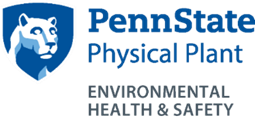 PennState
Physical Plant
ENVIRONMENTAL
HEALTH & SAFETY